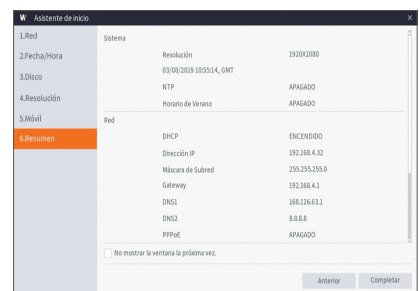 W Asistente de inicio X
1.Red
2.Fecha/Hora
3.Disco
4.Resolución
5.Móvil
6.Resumen
Sistema
Resolución 1920X1080
03/08/2019 10:55:14, GMT
NTP APAGADO
Horario de Verano APAGADO
Red
DHCP ENCENDIDO
Dirección IP 192.168.4.32
Máscara de Subred 255.255.255.0
Gateway 192.168.4.1
DNS1 168.126.63.1
DNS2 8.8.8.8
PPPoE APAGADO
No mostrar la ventana la próxima vez.
Anterior Completar